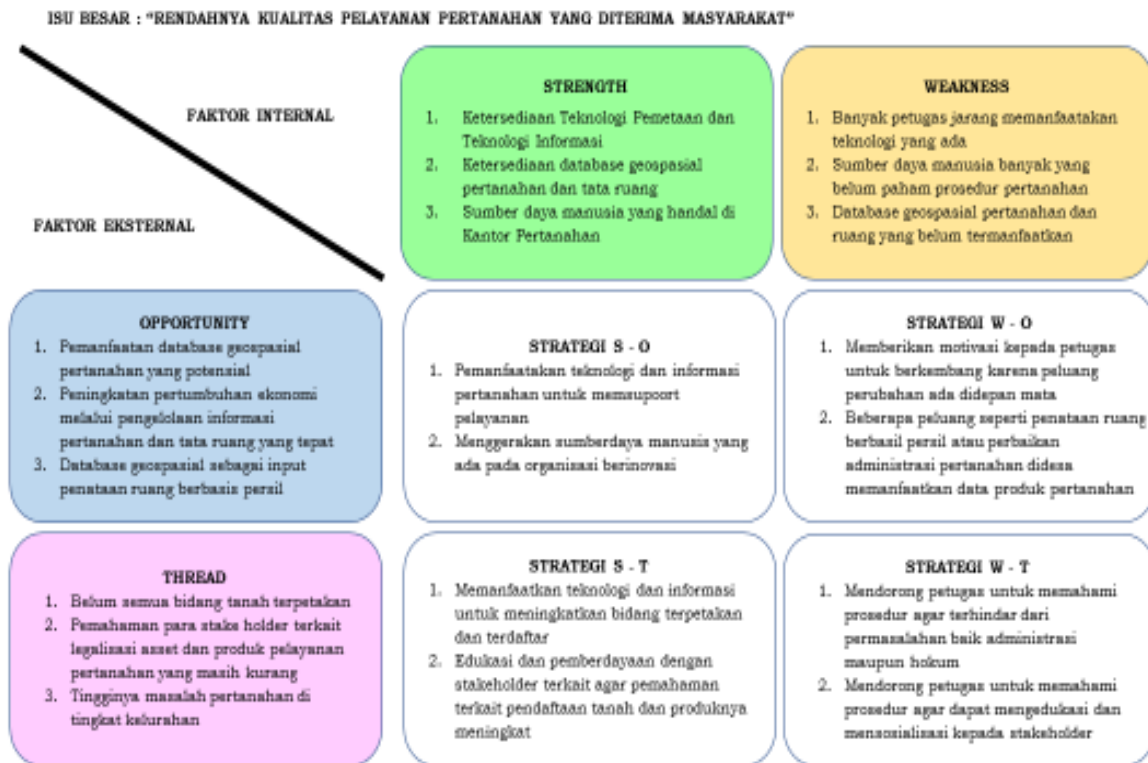 ISU BESAR : "RENDAHNYA KUALITAS PELAYANAN PERTANAHAN YANG DITERIMA MASYARAKAT"
FAKTOR INTERNAL
FAKTOR EKSTERNAL
STRENGTH
1. Ketersediaan Teknologi Pemetaan dan
Teknologi Informasi
2. Ketersediaan database geospasial
pertanahan dan tata ruang
3. Sumber daya manusia yang handal di
Kantor Pertanahan
WEAKNESS
1. Banyak petugas jarang memanfaatakan
teknologi yang ada
2. Sumber daya manusia banyak yang
belum paham prosedur pertanahan
3. Database geospasial pertanahan dan
ruang yang belum termanfaatkan
OPPORTUNITY
1. Pemanfaatan database geospasial
pertanahan yang potensial
2. Peningkatan pertumbuhan ekonomi
melalui pengelolaan informasi
pertanahan dan tata ruang yang tepat
3. Database geospasial sebagai input
penataan ruang berbasis persil
STRATEGI S - O
1. Pemanfaatakan teknologi dan informasi
pertanahan untuk memsupoort
pelayanan
2. Menggerakan sumberdaya manusis yang
ada pada organisasi berinovasi
STRATEGI W - O
1. Memberikan motivasi kepada petugas
untuk berkembang karena peluang
perubahan ada didepan mata
2. Beberapa peluang seperti penataan ruang
berbasil persil atau perbaikan
administrasi pertanahan didesa
memanfaatkan data produk pertanahan
THREAD
1. Belum semua bidang tanah terpetakan
2. Pemahaman para stake holder terkait
legalisasi asset dan produk pelayanan
pertanahan yang masih kurang
3. Tingginya masalah pertanahan di
tingkat kelurahan
STRATEGI S - T
1. Memanfaatkan teknologi dan informasi
untuk meningkatkan bidang terpetakan
dan terdaftar
2. Edukasi dan pemberdayaan dengan
stakeholder terkait agar pemahaman
terkait pendaftaan tanah dan produknya
meningkat
STRATEGI W - T
1. Mendorong petugas untuk memahami
prosedur agar terhindar dari
permasalahan baik administrasi
maupun hokum
2. Mendorong petugas untuk memahami
prosedur agar dapat mengedukasi dan
mensosialisasi kepada stakeholder